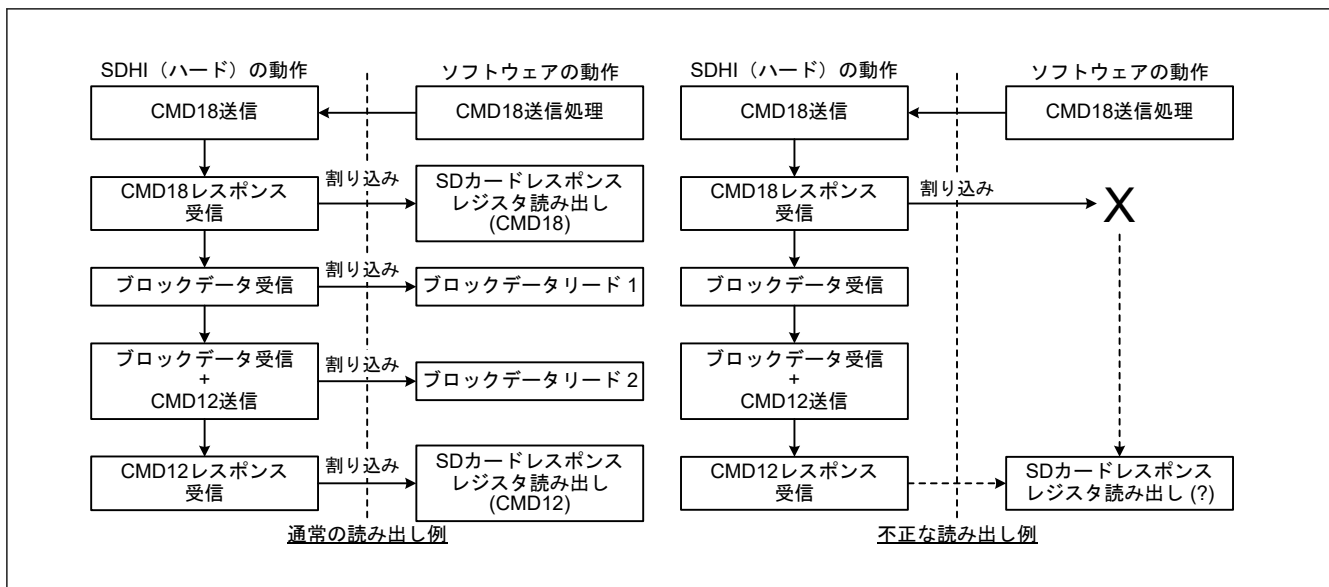 SDHI（ハード）の動作
ソフトウェアの動作
CMD18送信
CMD18送信処理
CMD18レスポンス
受信
割り込み
SDカードレスポンス
レジスタ読み出し
(CMD18)
ブロックデータ受信
割り込み
ブロックデータリード 1
ブロックデータ受信
+
CMD12送信
割り込み
ブロックデータリード 2
CMD12レスポンス
受信
割り込み
SDカードレスポンス
レジスタ読み出し
(CMD12)
通常の読み出し例
SDHI（ハード）の動作
ソフトウェアの動作
CMD18送信
CMD18送信処理
CMD18レスポンス
受信
割り込み
X
ブロックデータ受信
ブロックデータ受信
+
CMD12送信
CMD12レスポンス
受信
SDカードレスポンス
レジスタ読み出し (?)
不正な読み出し例